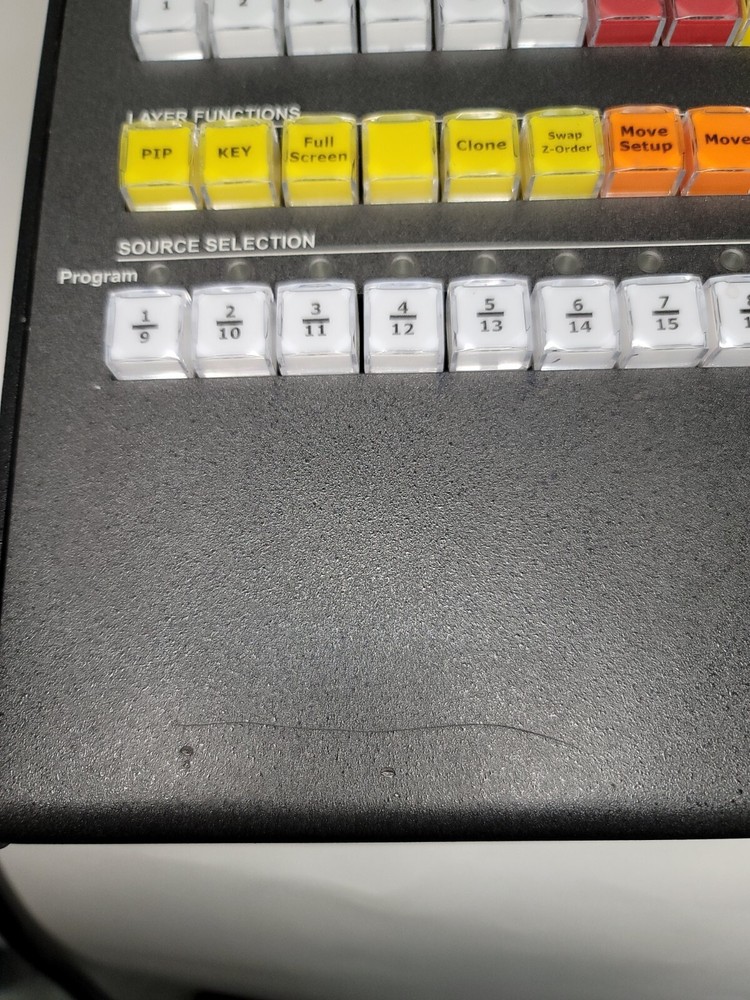 1 2
LAYER FUNCTIONS
PIP KEY Full Screen Clone Swap Z-Order Move Setup Move
SOURCE SELECTION
Program
1 2 3 4 5 6 7
9 10 11 12 13 14 15